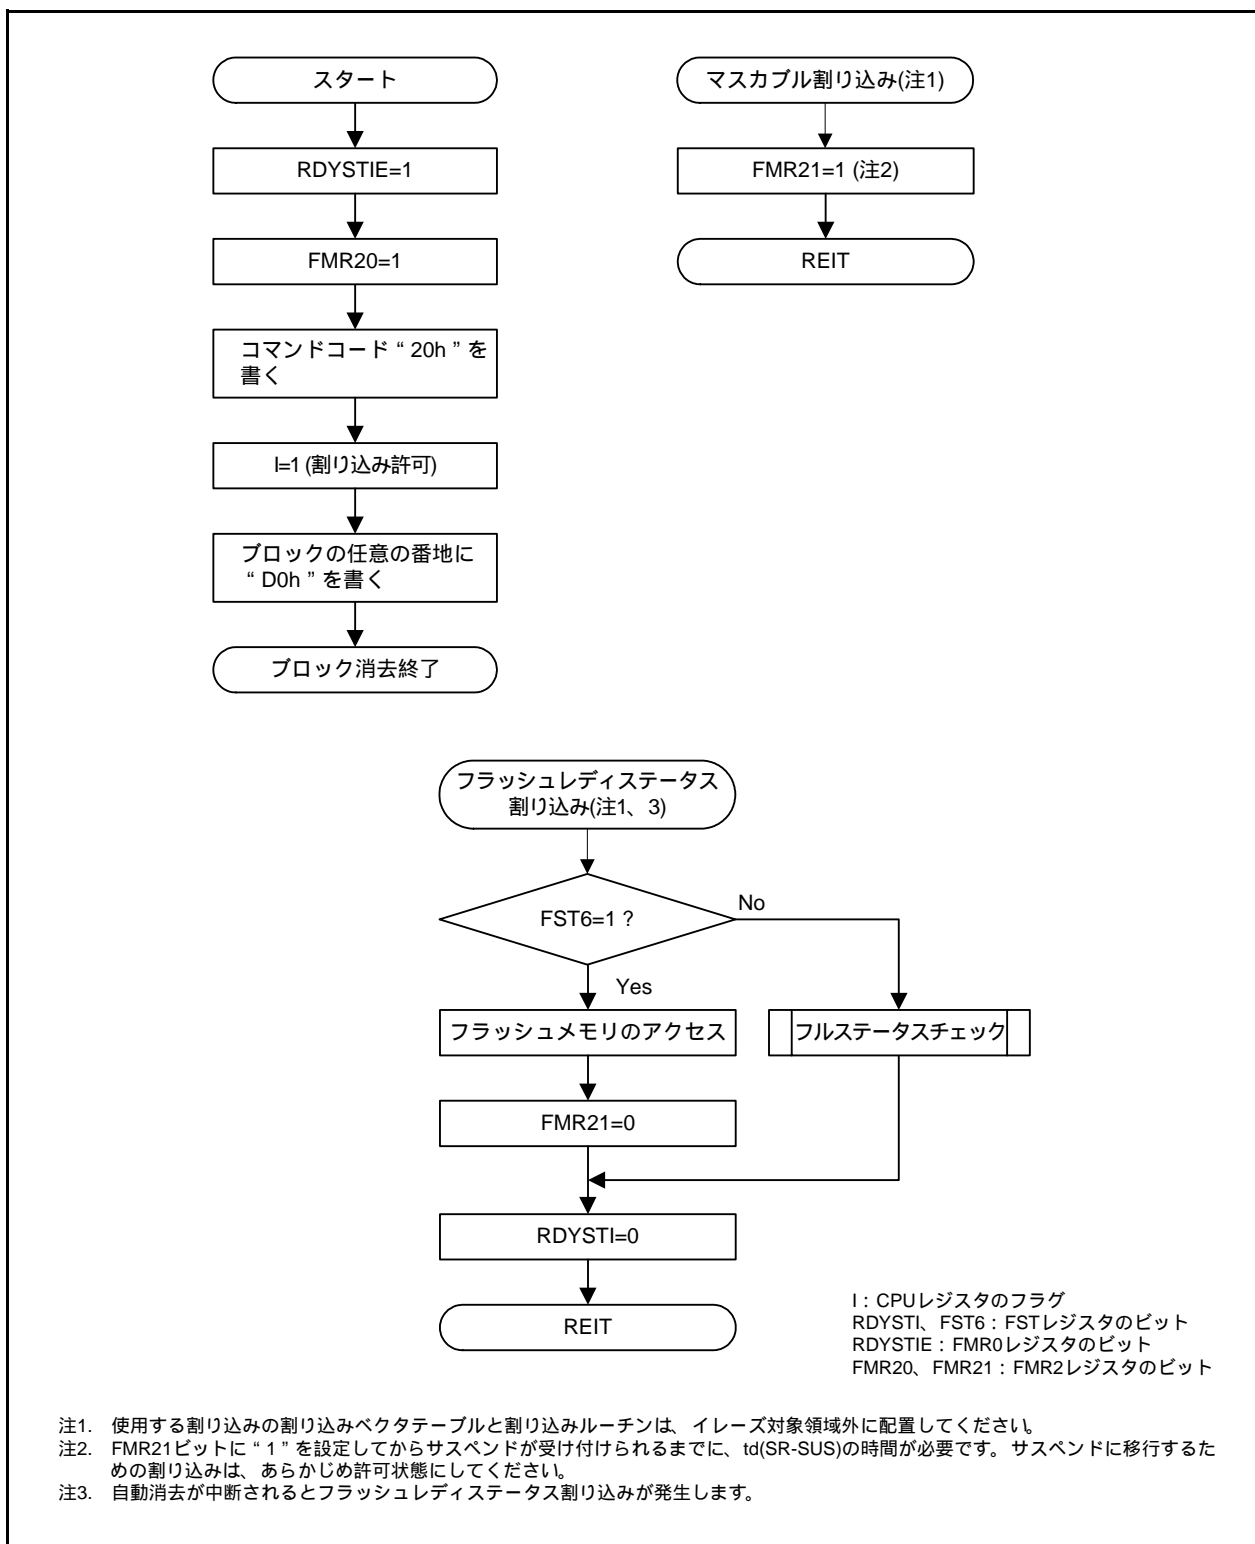 スタート
RDYSTIE=1
FMR20=1
コマンドコード“ 20h ”を
書く
I=1 (割り込み許可)
ブロックの任意の番地に
“ D0h ”を書く
ブロック消去終了
マスカブル割り込み(注1)
FMR21=1 (注2)
REIT
フラッシュレディステータス
割り込み(注1、3)
FST6=1 ?
No
Yes
フラッシュメモリのアクセス
フルステータスチェック
FMR21=0
RDYSTI=0
REIT
I : CPUレジスタのフラグ
RDYSTI、FST6 : FSTレジスタのビット
RDYSTIE : FMR0レジスタのビット
FMR20、FMR21 : FMR2レジスタのビット
注1. 使用する割り込みの割り込みベクタテーブルと割り込みルーチンは、イレーズ対象領域外に配置してください。
注2. FMR21ビットに“ 1 ”を設定してからサスペンドが受け付けられるまでに、td(SR-SUS)の時間が必要です。サスペンドに移行するた
めの割り込みは、あらかじめ許可状態にしてください。
注3. 自動消去が中断されるとフラッシュレディステータス割り込みが発生します。